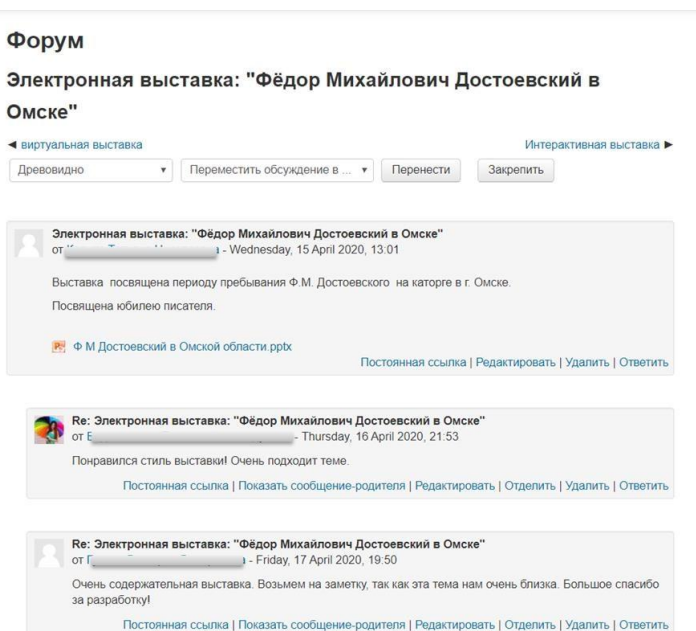 Форум
Электронная выставка: "Фёдор Михайлович Достоевский в
Омске"
◄ виртуальная выставка
Интерактивная выставка ►
Древовидно
Переместить обсуждение в ...
Перенести
Закрепить
Электронная выставка: "Фёдор Михайлович Достоевский в Омске"
от - Wednesday, 15 April 2020, 13:01
Выставка посвящена периоду пребывания Ф.М. Достоевского на каторге в г. Омске.
Посвящена юбилею писателя.
Ф М Достоевский в Омской области.pptx
Постоянная ссылка | Редактировать | Удалить | Ответить
Re: Электронная выставка: "Фёдор Михайлович Достоевский в Омске"
от - Thursday, 16 April 2020, 21:53
Понравился стиль выставки! Очень подходит теме.
Постоянная ссылка | Показать сообщение-родителя | Редактировать | Отделить | Удалить | Ответить
Re: Электронная выставка: "Фёдор Михайлович Достоевский в Омске"
от - Friday, 17 April 2020, 19:50
Очень содержательная выставка. Возьмем на заметку, так как эта тема нам очень близка. Большое спасибо
за разработку!
Постоянная ссылка | Показать сообщение-родителя | Редактировать | Отделить | Удалить | Ответить